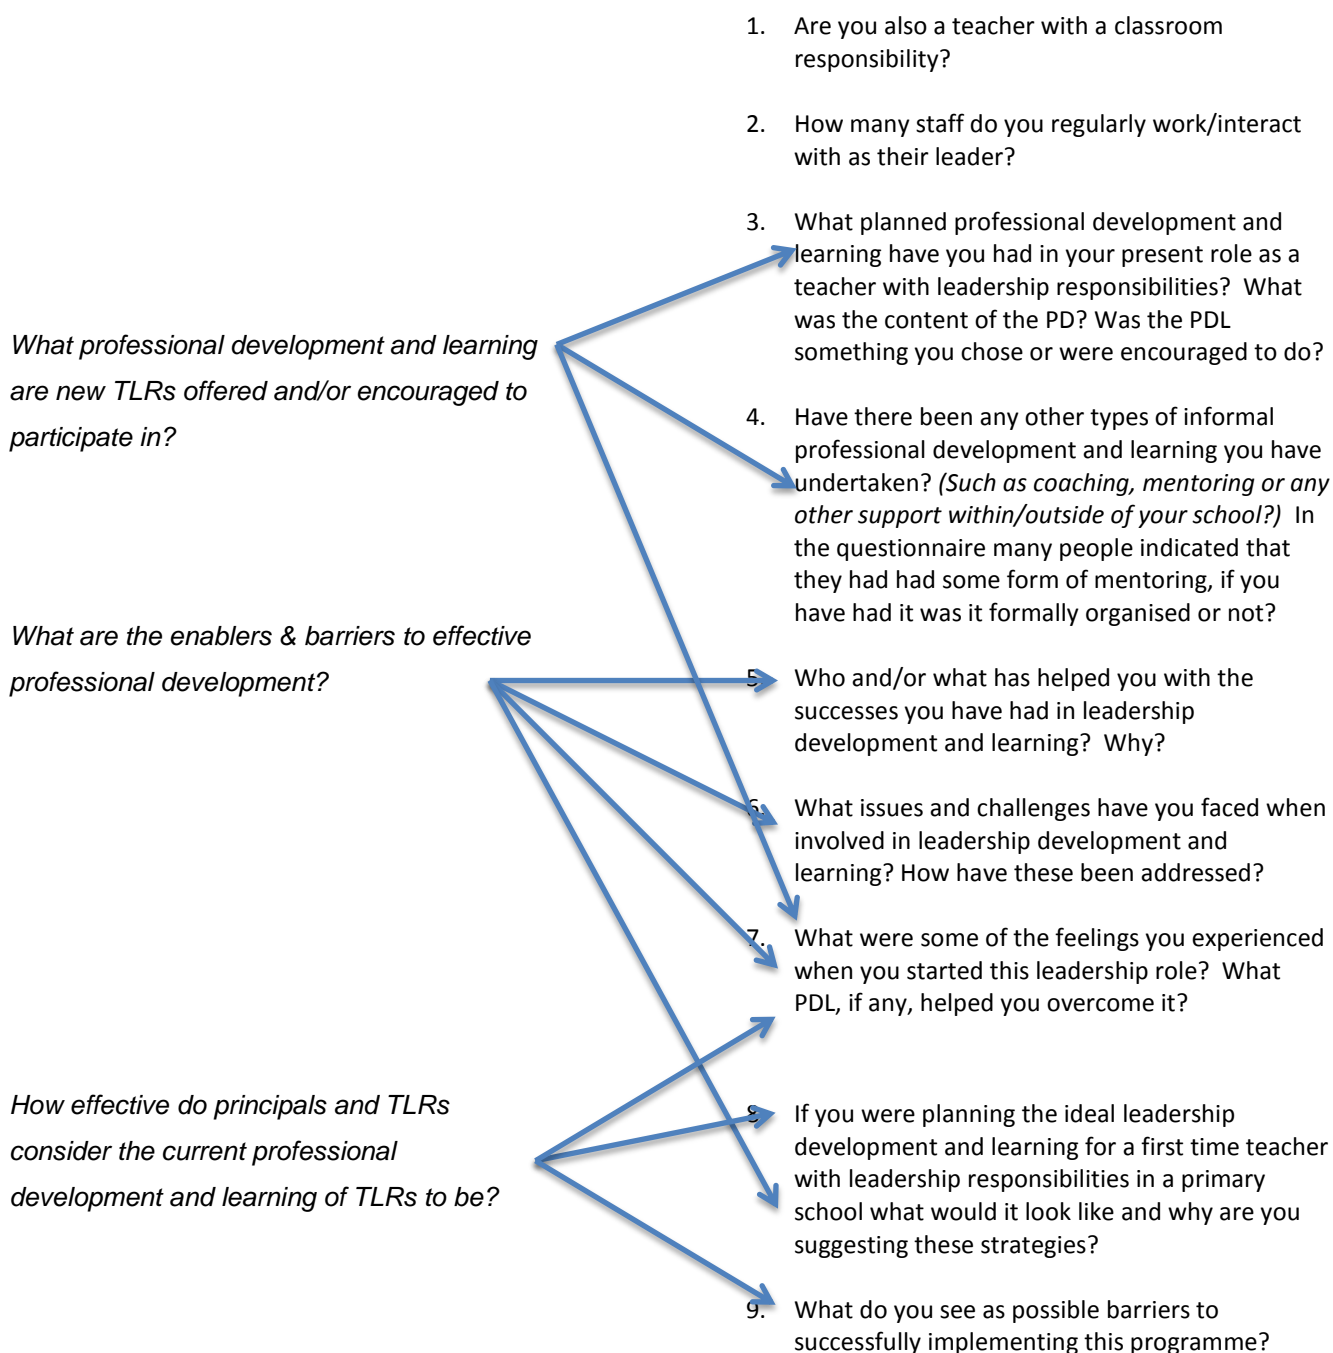 1. Are you also a teacher with a classroom
responsibility?
2. How many staff do you regularly work/interact
with as their leader?
3. What planned professional development and
learning have you had in your present role as a
teacher with leadership responsibilities?  What
was the content of the PD? Was the PDL
something you chose or were encouraged to do?
What professional development and learning
are new TLRs offered and/or encouraged to
participate in?
4. Have there been any other types of informal
professional development and learning you have
undertaken? (Such as coaching, mentoring or any
other support within/outside of your school?)  In
the questionnaire many people indicated that
they had had some form of mentoring, if you
have had it was it formally organised or not?
What are the enablers & barriers to effective
professional development?
5. Who and/or what has helped you with the
successes you have had in leadership
development and learning?  Why?
6. What issues and challenges have you faced when
involved in leadership development and
learning? How have these been addressed?
7. What were some of the feelings you experienced
when you started this leadership role?  What
PDL, if any, helped you overcome it?
How effective do principals and TLRs
consider the current professional
development and learning of TLRs to be?
8. If you were planning the ideal leadership
development and learning for a first time teacher
with leadership responsibilities in a primary
school what would it look like and why are you
suggesting these strategies?
9. What do you see as possible barriers to
successfully implementing this programme?